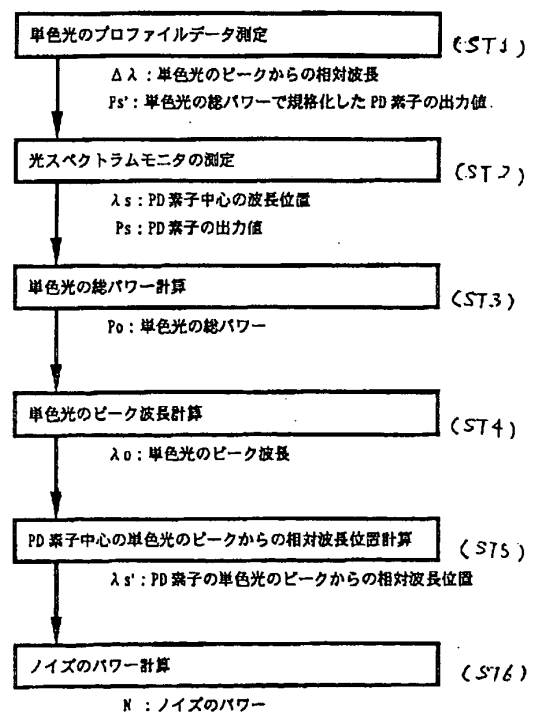 単色光のプロファイルデータ測定 (ST1)
Δλ：単色光のピークからの相対波長
Ps'：単色光の総パワーで規格化したPD素子の出力値.
光スペクトラムモニタの測定 (ST2)
λs：PD素子中心の波長位置
Ps：PD素子の出力値
単色光の総パワー計算 (ST3)
Po：単色光の総パワー
単色光のピーク波長計算 (ST4)
λo：単色光のピーク波長
PD素子中心の単色光のピークからの相対波長位置計算 (ST5)
λs'：PD素子の単色光のピークからの相対波長位置
ノイズのパワー計算 (ST6)
N：ノイズのパワー